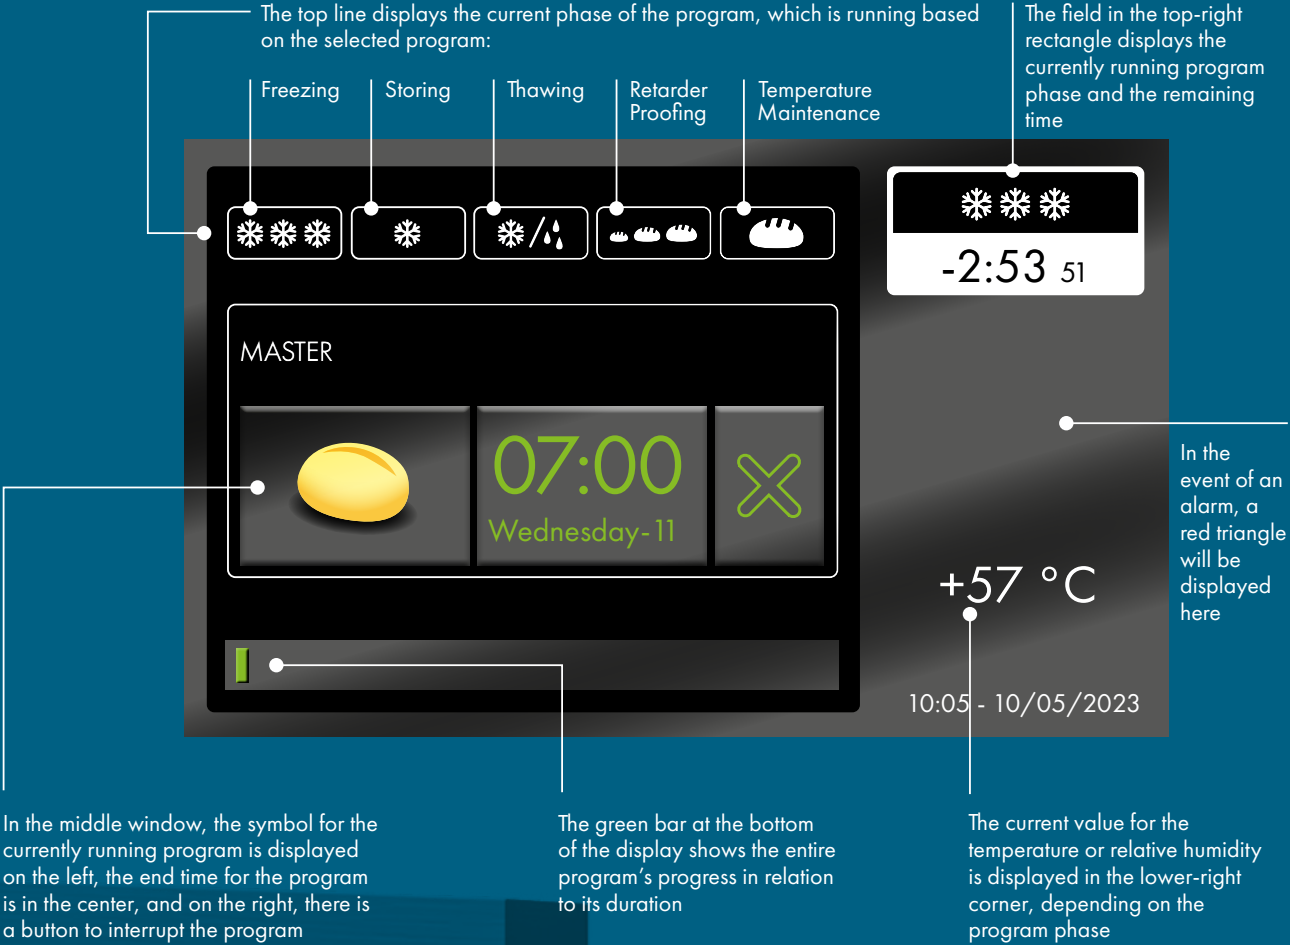 The top line displays the current phase of the program, which is running based
on the selected program:
The field in the top-right
rectangle displays the
currently running program
phase and the remaining
time
Freezing
Storing
Thawing
Retarder
Proofing
Temperature
Maintenance
-2:53 51
MASTER
07:00
Wednesday-11
In the
event of an
alarm, a
red triangle
will be
displayed
here
+57 °C
10:05 - 10/05/2023
In the middle window, the symbol for the
currently running program is displayed
on the left, the end time for the program
is in the center, and on the right, there is
a button to interrupt the program
The green bar at the bottom
of the display shows the entire
program's progress in relation
to its duration
The current value for the
temperature or relative humidity
is displayed in the lower-right
corner, depending on the
program phase